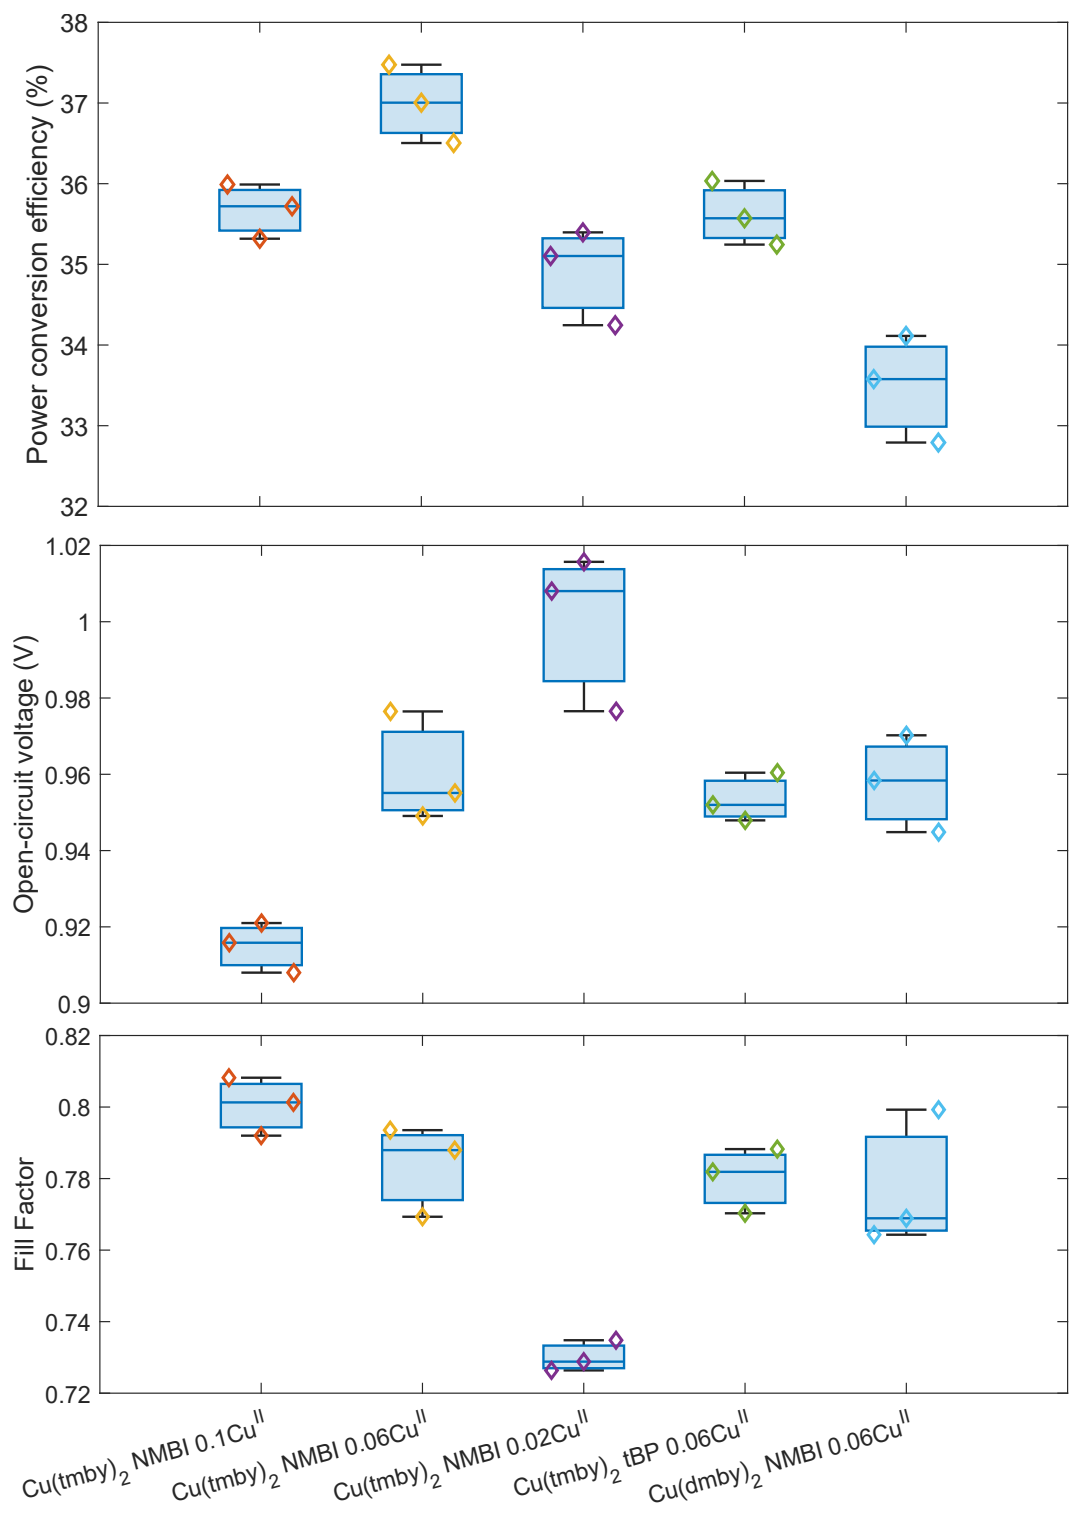 Power conversion efficiency (%)
38
37
36
35
34
33
32
Open-circuit voltage (V)
1.02
1
0.98
0.96
0.94
0.92
0.9
Fill Factor
0.82
0.8
0.78
0.76
0.74
0.72
Cu(tmby)₂ NMBI 0.1Cuᴵᴵ
Cu(tmby)₂ NMBI 0.06Cuᴵᴵ
Cu(tmby)₂ NMBI 0.02Cuᴵᴵ
Cu(tmby)₂ tBP 0.06Cuᴵᴵ
Cu(dmby)₂ NMBI 0.06Cuᴵᴵ